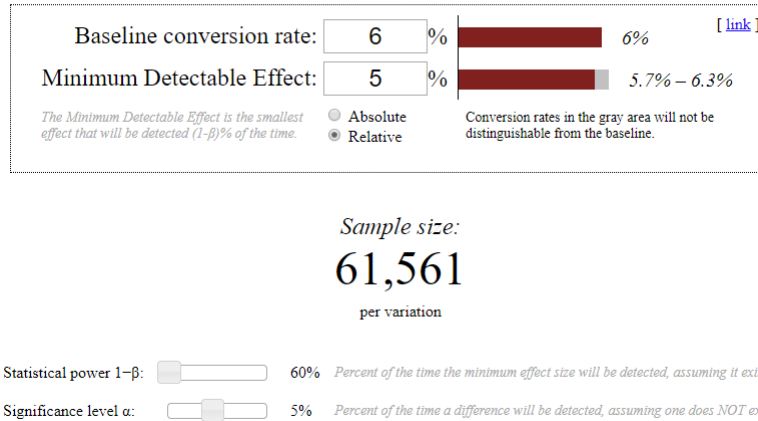 Baseline conversion rate: 6 % 6% [ link ]
Minimum Detectable Effect: 5 % 5.7% – 6.3%
The Minimum Detectable Effect is the smallest
effect that will be detected (1-β)% of the time.
Absolute
Relative
Conversion rates in the gray area will not be
distinguishable from the baseline.
Sample size:
61,561
per variation
Statistical power 1−β: 60% Percent of the time the minimum effect size will be detected, assuming it
Significance level α: 5% Percent of the time a difference will be detected, assuming one does NOT